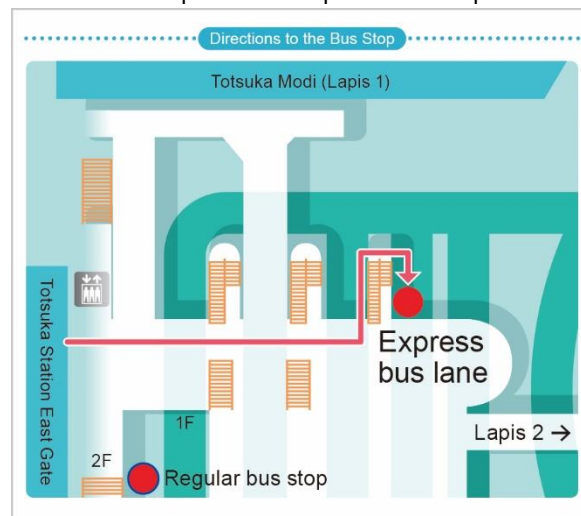 Directions to the Bus Stop
Totsuka Modi (Lapis 1)
Totsuka Station East Gate
Express
bus lane
1F
Lapis 2 →
2F
Regular bus stop